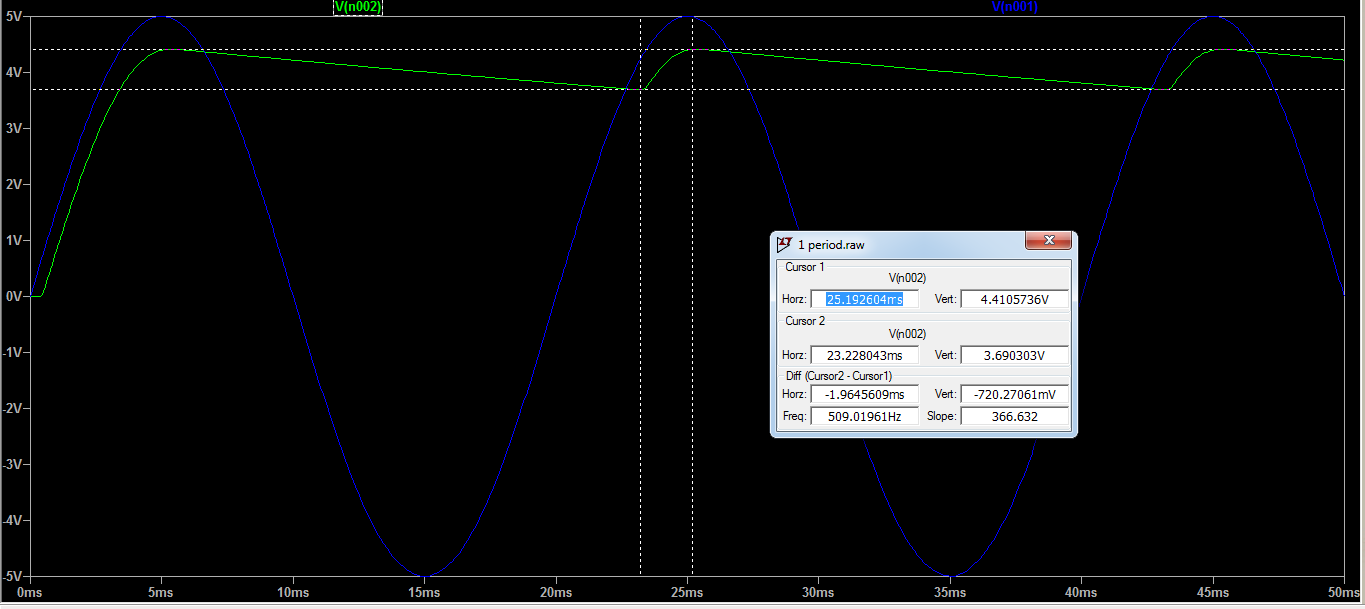 V(n002) V(n001)
5V
4V
3V
2V
1V
0V
-1V
-2V
-3V
-4V
-5V
0ms 5ms 10ms 15ms 20ms 25ms 30ms 35ms 40ms 45ms 50ms
1 period.raw
Cursor 1
V(n002)
Horz: 25.192604ms Vert: 4.4105736V
Cursor 2
V(n002)
Horz: 23.228043ms Vert: 3.690303V
Diff (Cursor2 - Cursor1)
Horz: -1.9645609ms Vert: -720.27061mV
Freq: 509.01961Hz Slope: 366.632